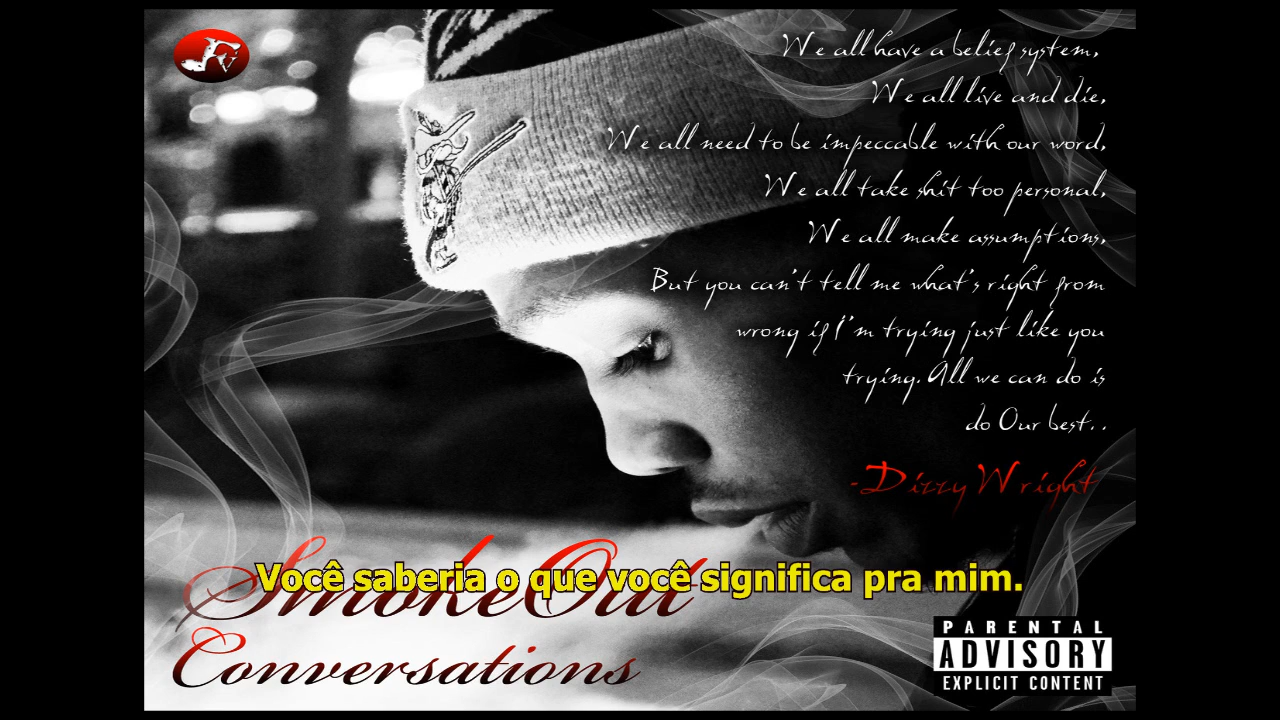 We all have a belief system,
We all live and die,
We all need to be impeccable with our word,
We all take shit too personal,
We all make assumptions,
But you can't tell me what's right from
wrong if I'm trying just like you
trying. All we can do is
do Our best. .
-Dizzy Wright
SmokeOut
Você saberia o que você significa pra mim.
Conversations
PARENTAL
ADVISORY
EXPLICIT CONTENT